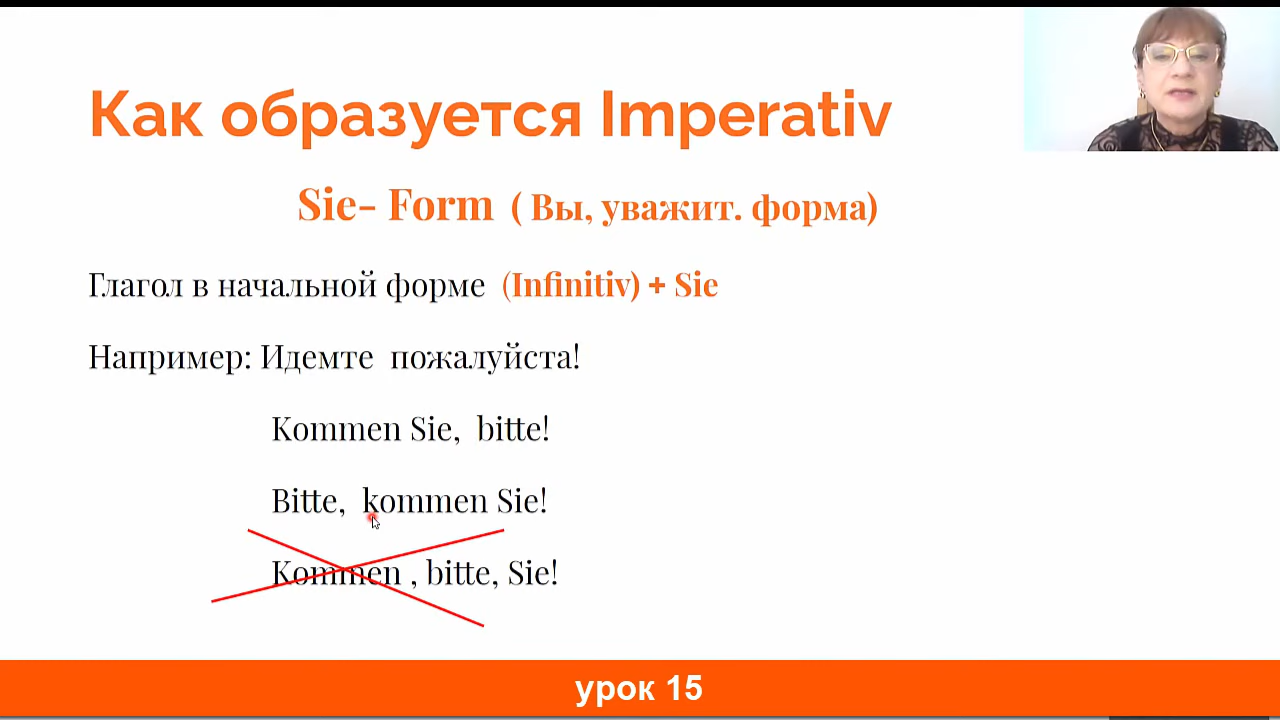 Как образуется Imperativ
Sie- Form ( Вы, уважит. форма)
Глагол в начальной форме (Infinitiv) + Sie
Например: Идемте пожалуйста!
Kommen Sie, bitte!
Bitte, kommen Sie!
Kommen , bitte, Sie!
урок 15